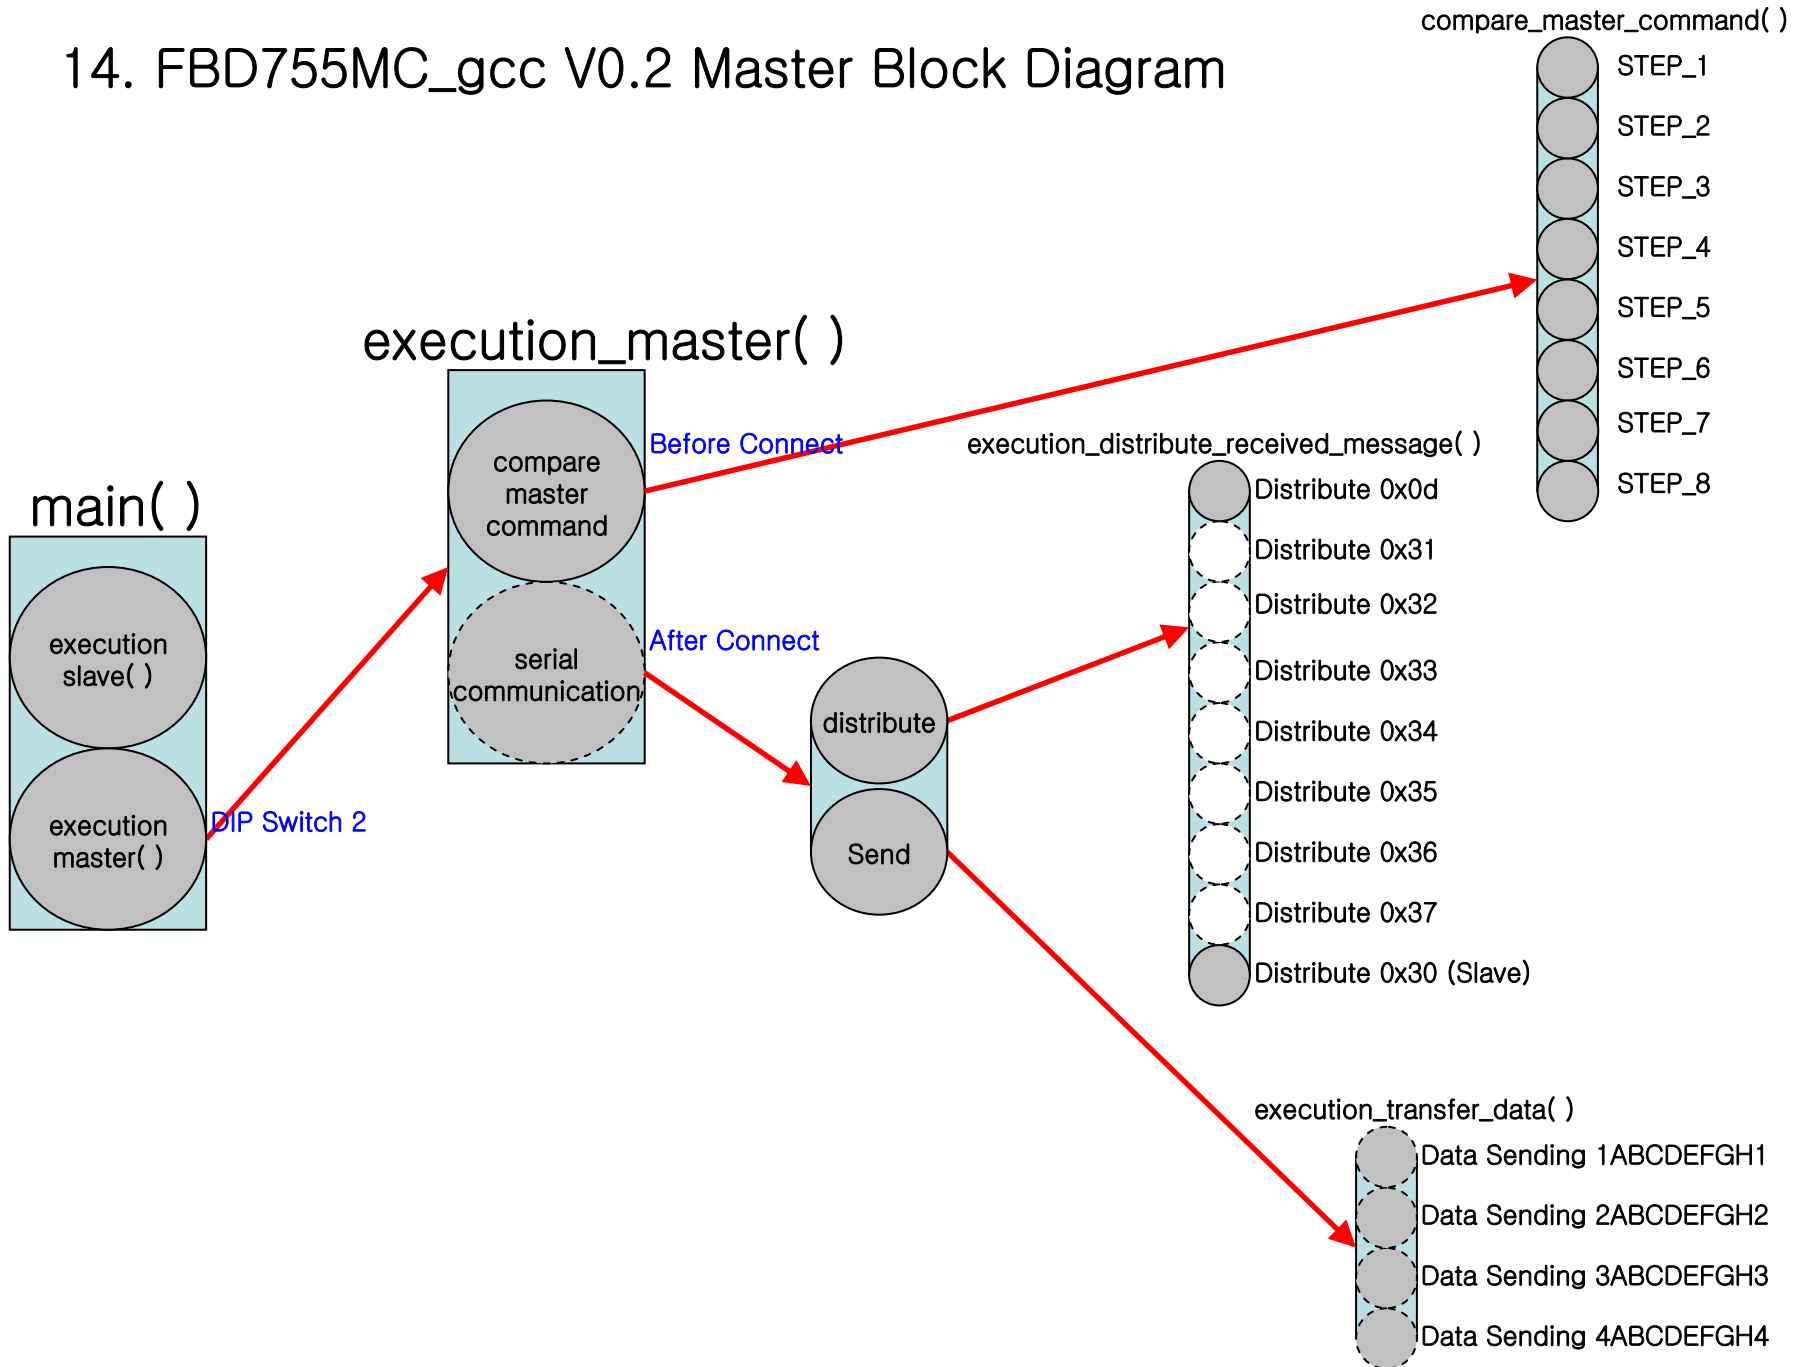 14. FBD755MC_gcc V0.2 Master Block Diagram
compare_master_command( )
STEP_1
STEP_2
STEP_3
STEP_4
STEP_5
STEP_6
STEP_7
STEP_8
execution_master( )
compare
master
command
Before Connect
serial
communication
After Connect
main( )
execution
slave( )
execution
master( )
DIP Switch 2
distribute
Send
execution_distribute_received_message( )
Distribute 0x0d
Distribute 0x31
Distribute 0x32
Distribute 0x33
Distribute 0x34
Distribute 0x35
Distribute 0x36
Distribute 0x37
Distribute 0x30 (Slave)
execution_transfer_data( )
Data Sending 1ABCDEFGH1
Data Sending 2ABCDEFGH2
Data Sending 3ABCDEFGH3
Data Sending 4ABCDEFGH4